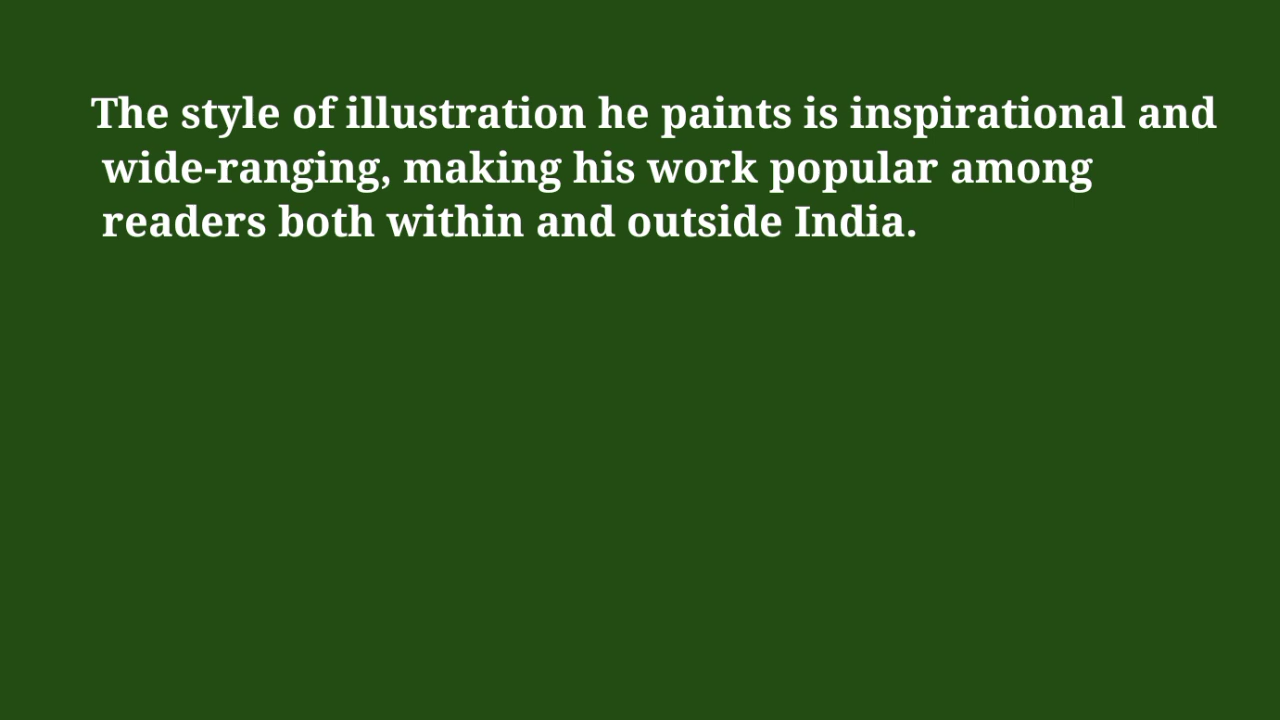 The style of illustration he paints is inspirational and
wide-ranging, making his work popular among
readers both within and outside India.